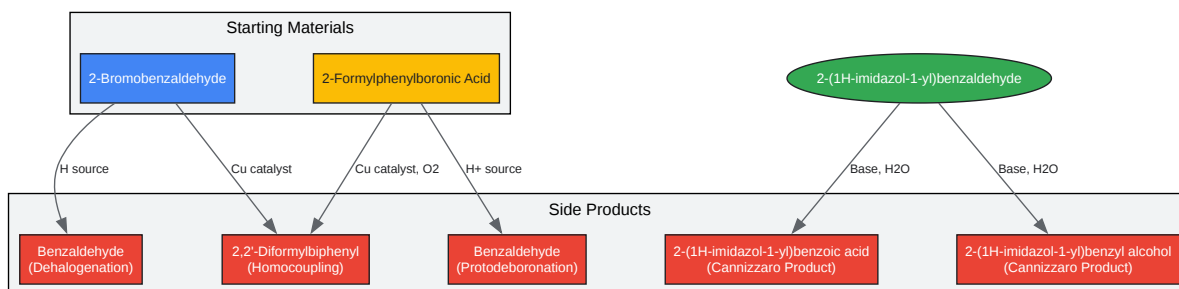 Starting Materials
2-Bromobenzaldehyde
2-Formylphenylboronic Acid
2-(1H-imidazol-1-yl)benzaldehyde
H source
Cu catalyst
Cu catalyst, O2
H+ source
Base, H2O
Base, H2O
Side Products
Benzaldehyde
(Dehalogenation)
2,2'-Diformylbiphenyl
(Homocoupling)
Benzaldehyde
(Protodeboronation)
2-(1H-imidazol-1-yl)benzoic acid
(Cannizzaro Product)
2-(1H-imidazol-1-yl)benzyl alcohol
(Cannizzaro Product)